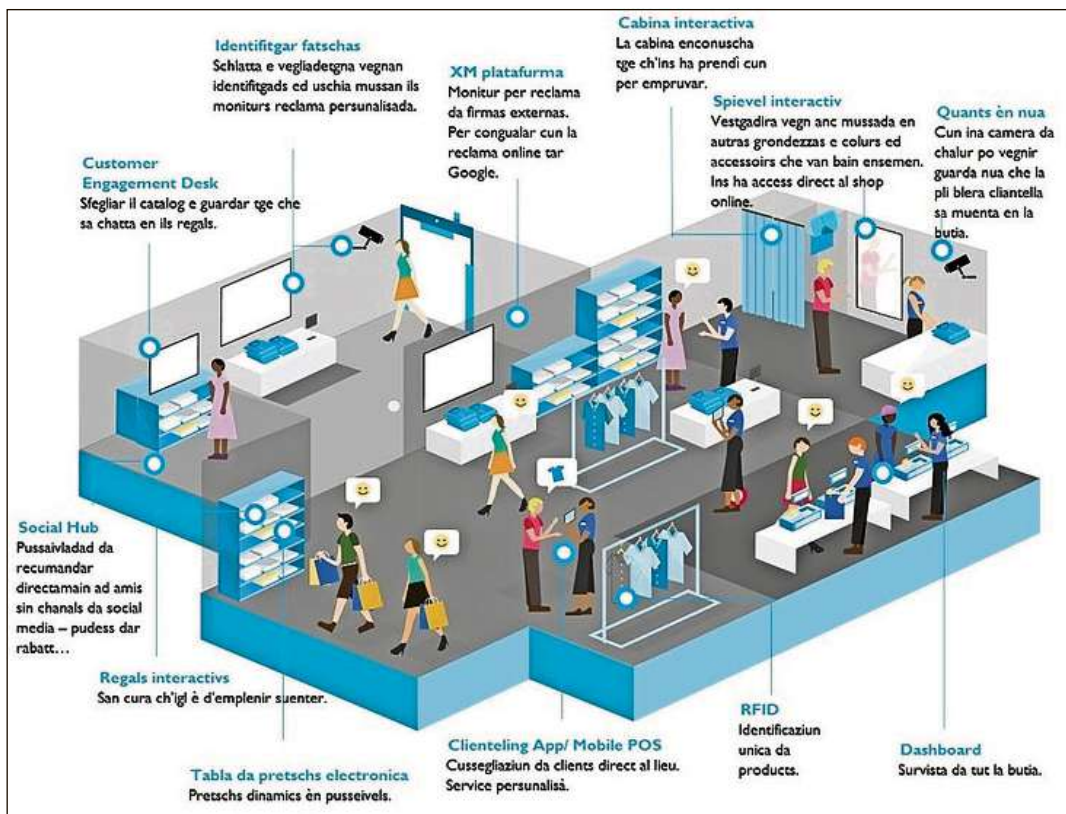 Identifitgar fatschas
Schlatta e vegliadetgna vegnan
identifitgads ed uschia mussan ils
moniturs reclama persunalisada.
XM platafurma
Monitur per reclama
da firmas externas.
Per congualar cun la
reclama online tar
Google.
Cabina interactiva
La cabina enconuscha
tge ch'ins ha prendì cun
per empruvar.
Spievel interactiv
Vestgadira vegn anc mussada en
autras grondezzas e colurs ed
accessoirs che van bain ensemen.
Ins ha access direct al shop
online.
Quants èn nua
Cun ina camera da
chalur po vegnir
guarda nua che la
pli blera cliantella
sa muenta en la
butia.
Customer
Engagement Desk
Sfegliar il catalog e guardar tge che
sa chatta en ils regals.
Social Hub
Pussaivladad da
recumandar
directamain ad amis
sin chanals da social
media – pudess dar
rabatt…
Regals interactivs
San cura ch'igl è d'emplenir suenter.
Tabla da pretschs electronica
Pretschs dinamics èn pusseivels.
Clienteling App/ Mobile POS
Cussegliaziun da clients direct al lieu.
Service persunalisà.
RFID
Identificaziun
unica da
products.
Dashboard
Survista da tut la butia.